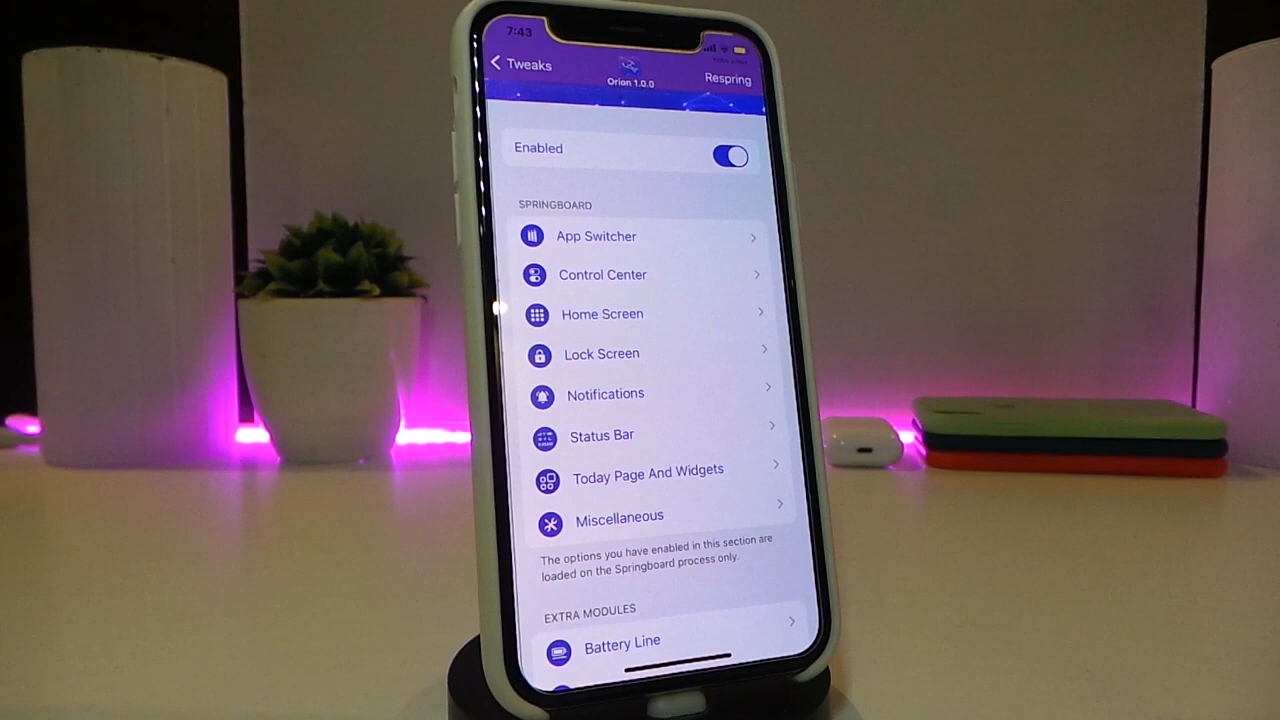 7:43
Tweaks
Orion 1.0.0
Respring
Enabled
SPRINGBOARD
App Switcher
Control Center
Home Screen
Lock Screen
Notifications
Status Bar
Today Page And Widgets
Miscellaneous
The options you have enabled in this section are
loaded on the Springboard process only.
EXTRA MODULES
Battery Line